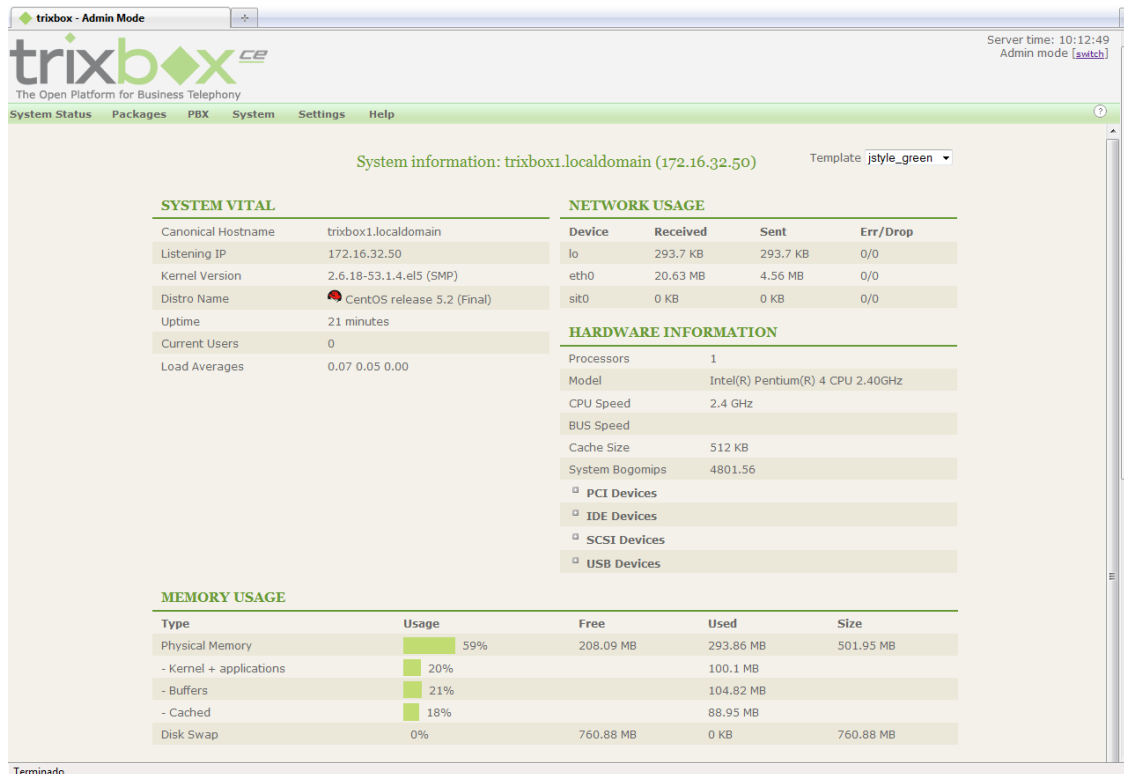 trixbox - Admin Mode
Server time: 10:12:49
Admin mode [switch]
trixbox CE
The Open Platform for Business Telephony
System Status Packages PBX System Settings Help ?
System information: trixbox1.localdomain (172.16.32.50)
Template jstyle_green
SYSTEM VITAL
Canonical Hostname trixbox1.localdomain
Listening IP 172.16.32.50
Kernel Version 2.6.18-53.1.4.el5 (SMP)
Distro Name CentOS release 5.2 (Final)
Uptime 21 minutes
Current Users 0
Load Averages 0.07 0.05 0.00
NETWORK USAGE
Device Received Sent Err/Drop
lo 293.7 KB 293.7 KB 0/0
eth0 20.63 MB 4.56 MB 0/0
sit0 0 KB 0 KB 0/0
HARDWARE INFORMATION
Processors 1
Model Intel(R) Pentium(R) 4 CPU 2.40GHz
CPU Speed 2.4 GHz
BUS Speed
Cache Size 512 KB
System Bogomips 4801.56
PCI Devices
IDE Devices
SCSI Devices
USB Devices
MEMORY USAGE
Type Usage Free Used Size
Physical Memory 59% 208.09 MB 293.86 MB 501.95 MB
- Kernel + applications 20% 100.1 MB
- Buffers 21% 104.82 MB
- Cached 18% 88.95 MB
Disk Swap 0% 760.88 MB 0 KB 760.88 MB
Terminado